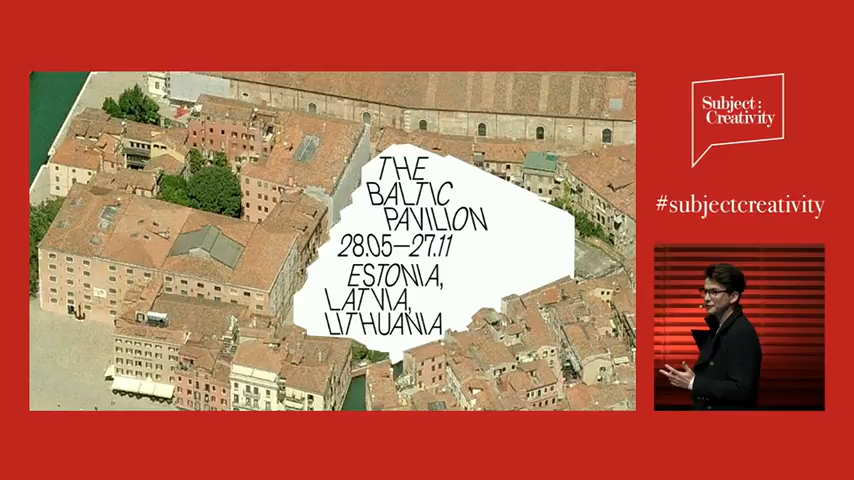 THE
BALTIC
PAVILION
28.05—27.11
ESTONIA,
LATVIA,
LITHUANIA
Subject:
Creativity
#subjectcreativity